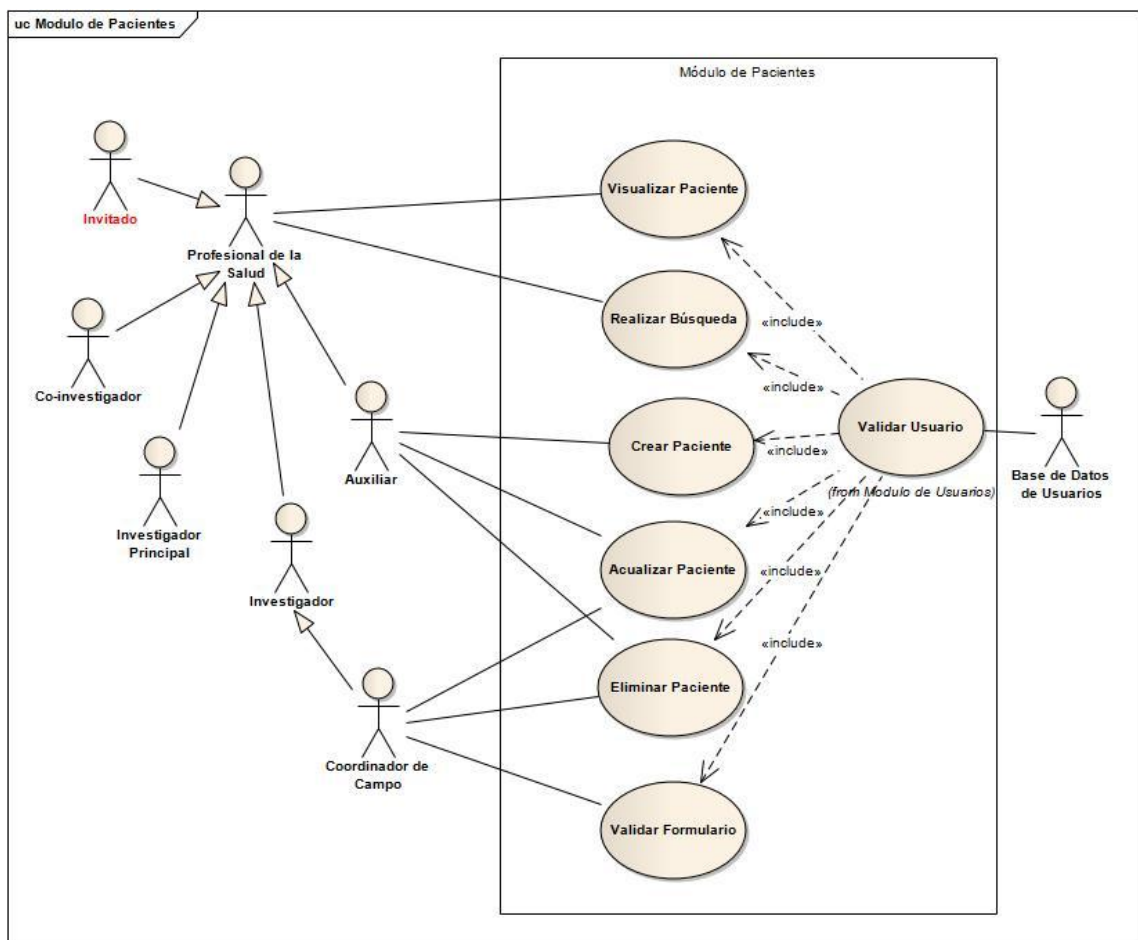 uc Modulo de Pacientes
Módulo de Pacientes
Invitado
Profesional de la
Salud
Visualizar Paciente
Realizar Búsqueda
«include»
«include»
Co-investigador
Auxiliar
Crear Paciente
«include»
Validar Usuario
(from Modulo de Usuarios)
Base de Datos
de Usuarios
Investigador
Principal
«include»
Acualizar Paciente
«include»
Investigador
«include»
Eliminar Paciente
Coordinador de
Campo
Validar Formulario